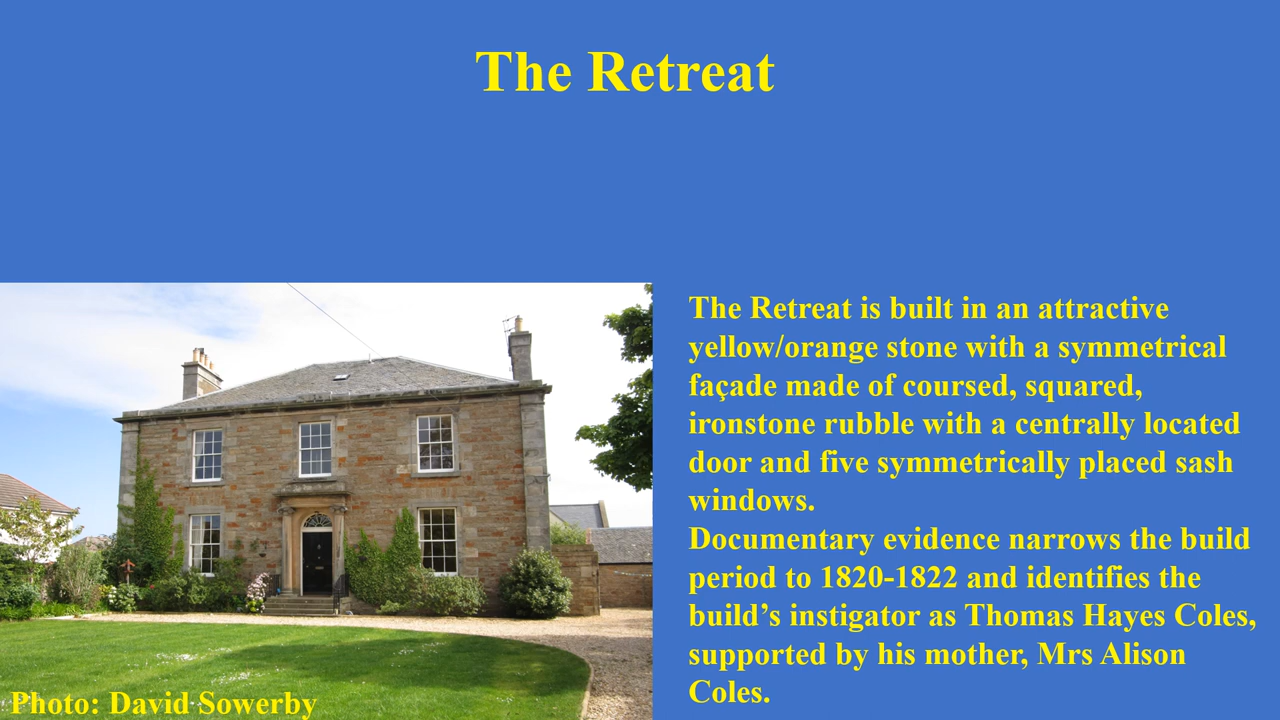 The Retreat
The Retreat is built in an attractive
yellow/orange stone with a symmetrical
façade made of coursed, squared,
ironstone rubble with a centrally located
door and five symmetrically placed sash
windows.
Documentary evidence narrows the build
period to 1820-1822 and identifies the
build’s instigator as Thomas Hayes Coles,
supported by his mother, Mrs Alison
Coles.
Photo: David Sowerby